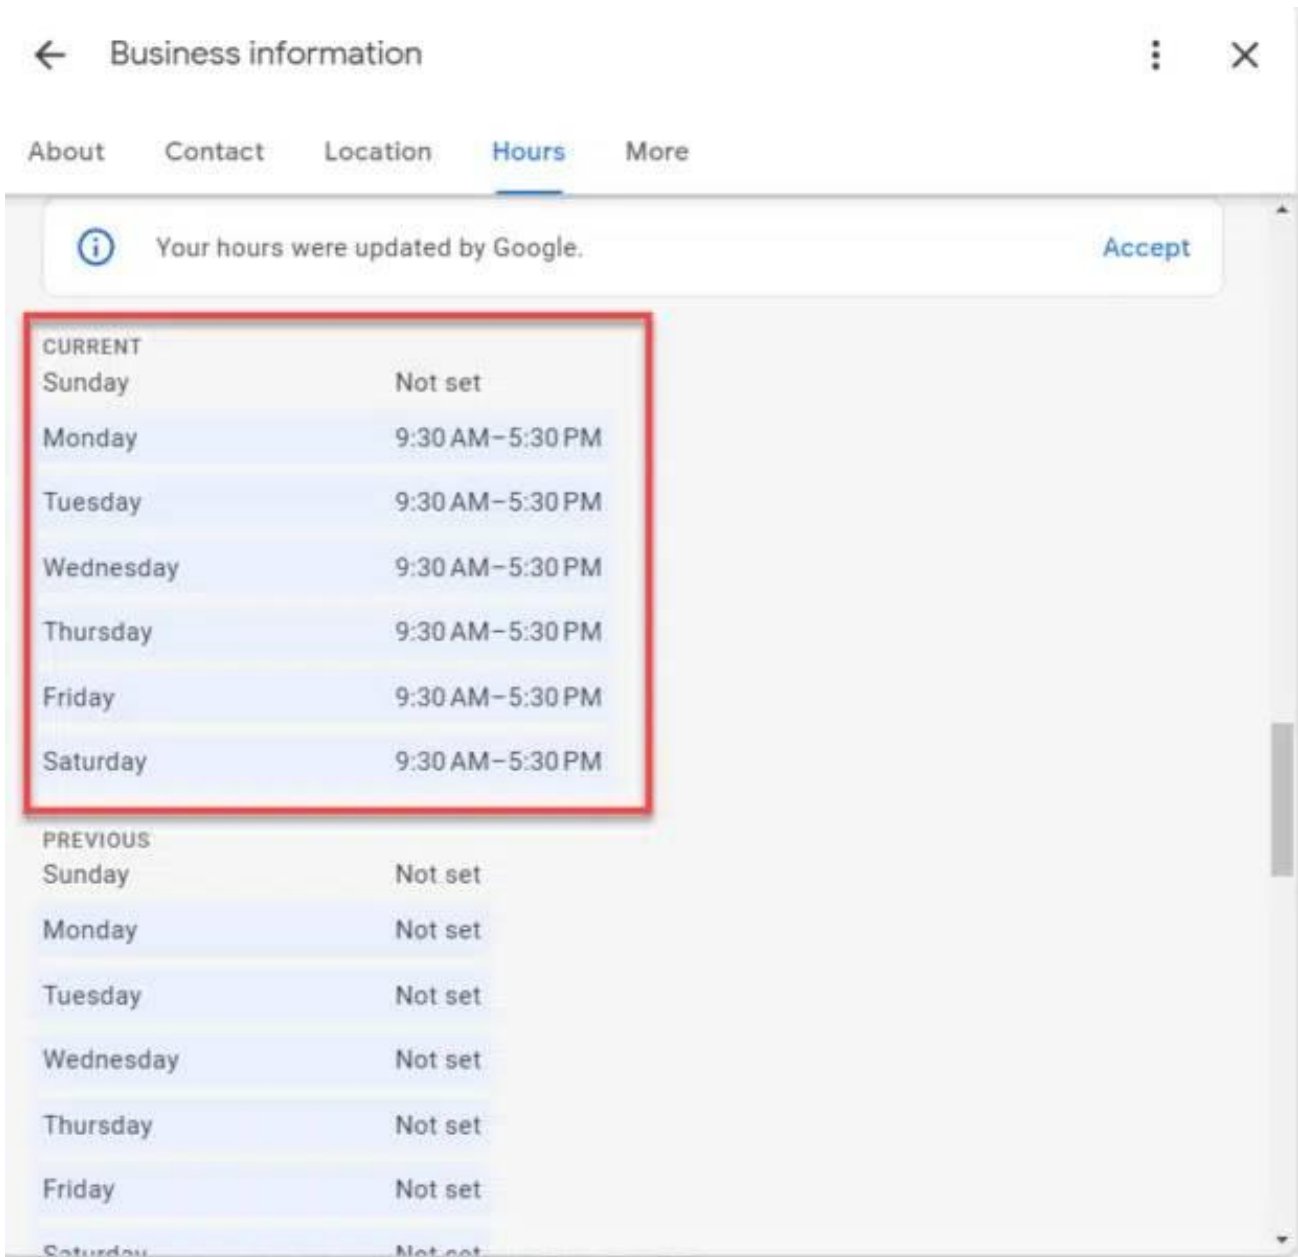 Business information
About Contact Location Hours More
Your hours were updated by Google. Accept
CURRENT
Sunday Not set
Monday 9:30 AM–5:30 PM
Tuesday 9:30 AM–5:30 PM
Wednesday 9:30 AM–5:30 PM
Thursday 9:30 AM–5:30 PM
Friday 9:30 AM–5:30 PM
Saturday 9:30 AM–5:30 PM
PREVIOUS
Sunday Not set
Monday Not set
Tuesday Not set
Wednesday Not set
Thursday Not set
Friday Not set
Saturday Not set